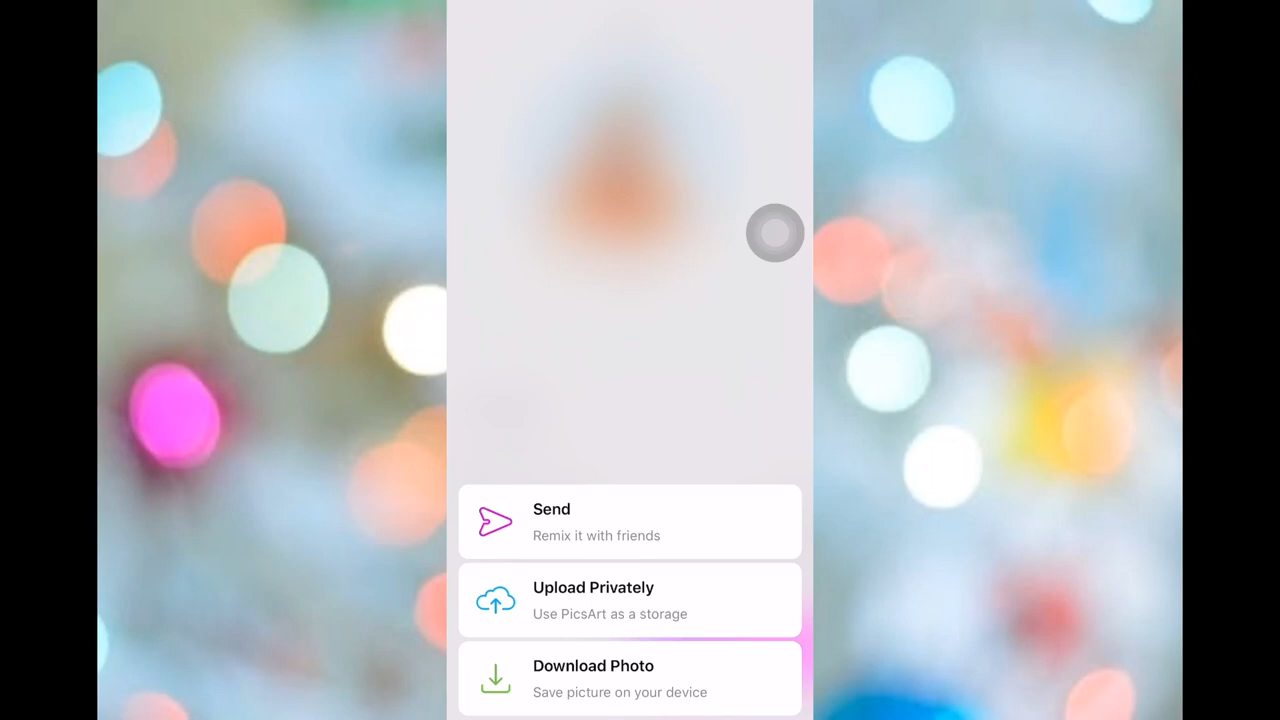 Send
Remix it with friends
Upload Privately
Use PicsArt as a storage
Download Photo
Save picture on your device